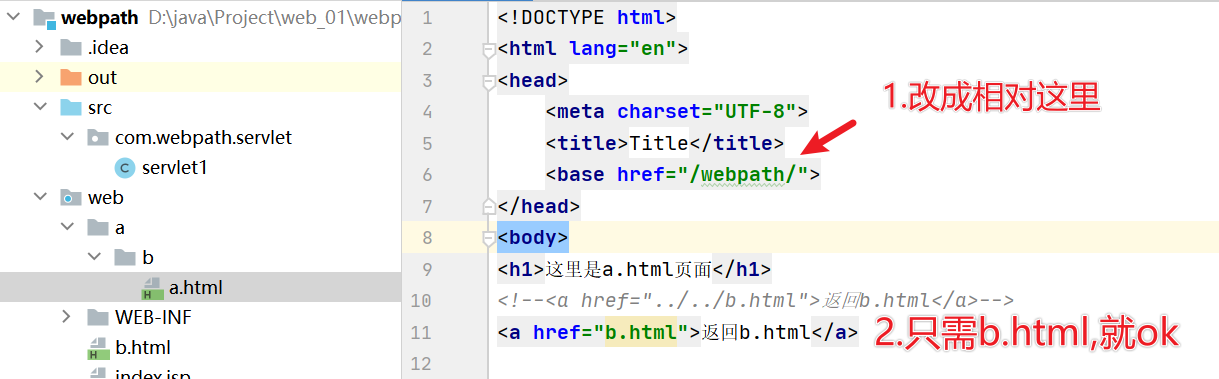 webpath D:\java\Project\web_01\webp
.idea
out
src
com.webpath.servlet
servlet1
web
a
b
a.html
WEB-INF
b.html
index.jsp
1 <!DOCTYPE html>
2 <html lang="en">
3 <head>
4 <meta charset="UTF-8">
5 <title>Title</title>
6 <base href="/webpath/">
7 </head>
8 <body>
9 <h1>这里是a.html页面</h1>
10 <!--<a href="../../b.html">返回b.html</a>-->
11 <a href="b.html">返回b.html</a>
12
1.改成相对这里
2.只需b.html,就ok